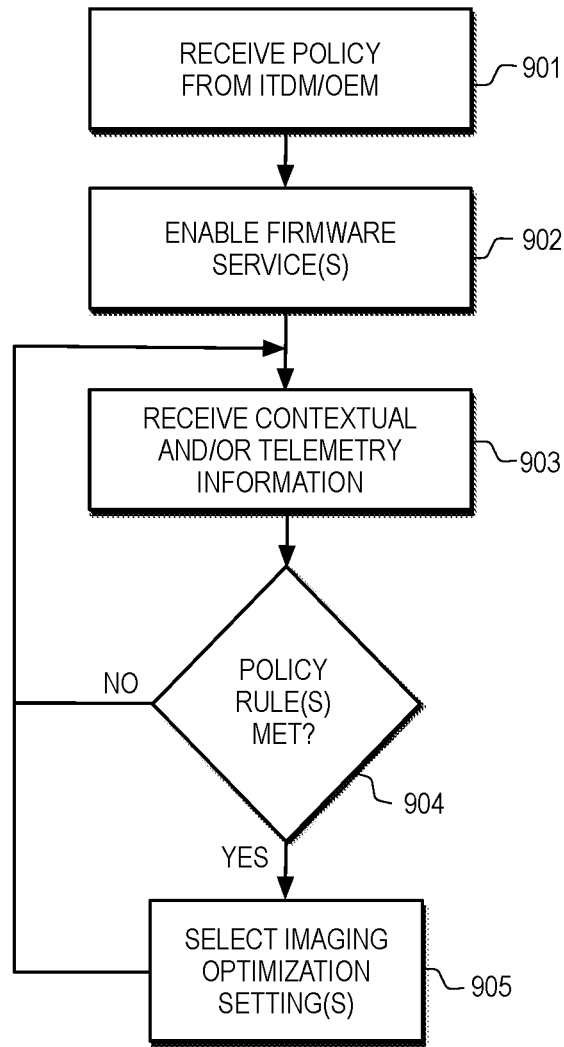 RECEIVE POLICY
FROM ITDM/OEM
901
ENABLE FIRMWARE
SERVICE(S)
902
RECEIVE CONTEXTUAL
AND/OR TELEMETRY
INFORMATION
903
POLICY
RULE(S)
MET?
904
NO
YES
SELECT IMAGING
OPTIMIZATION
SETTING(S)
905